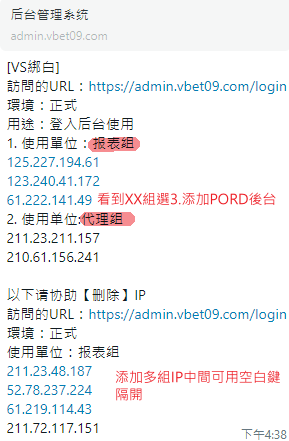 后台管理系统
admin.vbet09.com
[VS綁白]
訪問的URL：https://admin.vbet09.com/login
環境：正式
用途：登入后台使用
1. 使用單位：报表組
125.227.194.61
123.240.41.172
61.222.141.49 看到XX組選3.添加PORD後台
2. 使用单位:代理組
211.23.211.157
210.61.156.241
以下请协助【刪除】IP
訪問的URL：https://admin.vbet09.com/login
環境：正式
使用單位：报表組
211.23.48.187
52.78.237.224
61.219.114.43
211.72.117.151
添加多組IP中間可用空白鍵
隔開
下午4:38